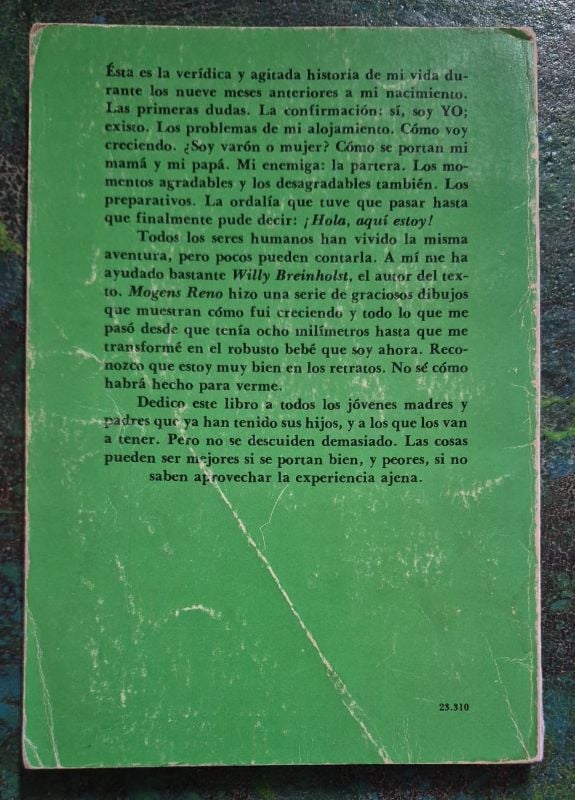 Ésta es la verídica y agitada historia de mi vida du-
rante los nueve meses anteriores a mi nacimiento.
Las primeras dudas. La confirmación: sí, soy YO;
existo. Los problemas de mi alojamiento. Cómo voy
creciendo. ¿Soy varón o mujer? Cómo se portan mi
mamá y mi papá. Mi enemiga: la partera. Los mo-
mentos agradables y los desagradables también. Los
preparativos. La ordalía que tuve que pasar hasta
que finalmente pude decir: ¡Hola, aquí estoy!
Todos los seres humanos han vivido la misma
aventura, pero pocos pueden contarla. A mí me ha
ayudado bastante Willy Breinholst, el autor del tex-
to. Mogens Reno hizo una serie de graciosos dibujos
que muestran cómo fui creciendo y todo lo que me
pasó desde que tenía ocho milímetros hasta que me
transformé en el robusto bebé que soy ahora. Reco-
nozco que estoy muy bien en los retratos. No sé cómo
habrá hecho para verme.
Dedico este libro a todos los jóvenes madres y
padres que ya han tenido sus hijos, y a los que los van
a tener. Pero no se descuiden demasiado. Las cosas
pueden ser mejores si se portan bien, y peores, si no
saben aprovechar la experiencia ajena.
23.310